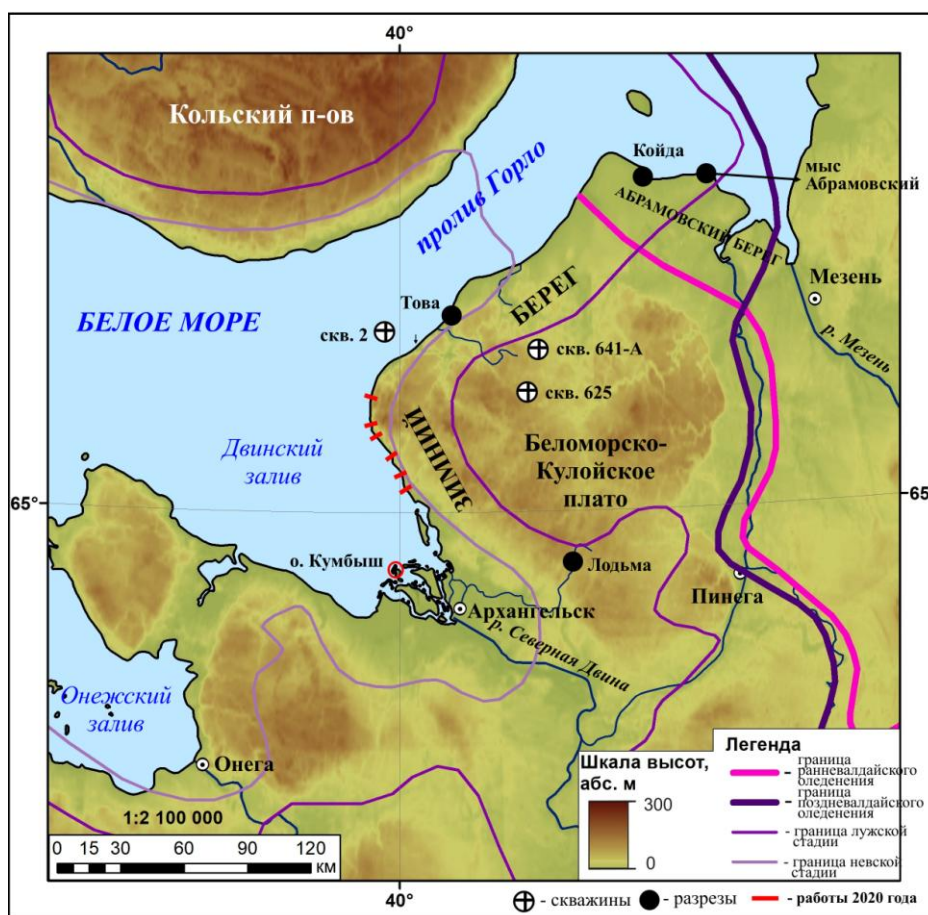 40°
Кольский п-ов
Койда
мыс
Абрамовский
АБРАМОВСКИЙ БЕРЕГ
пролив Горло
Мезень
БЕРЕГ
Това
БЕЛОЕ МОРЕ
скв. 2
скв. 641-А
р. Мезень
скв. 625
ЗИМНИЙ
Беломорско-
Кулойское
плато
Двинский
залив
65°
65°
о. Кумбыш
Лодьма
Пинега
Архангельск
р. Северная Двина
Онежский
залив
Онега
1:2 100 000
0 15 30 60 90 120
КМ
Шкала высот,
абс. м
300
0
Легенда
граница
- ранневалдайского
оледенения
граница
- поздневалдайского
оледенения
- граница лужской
стадии
- граница невской
стадии
40°
- скважины
- разрезы
- работы 2020 года